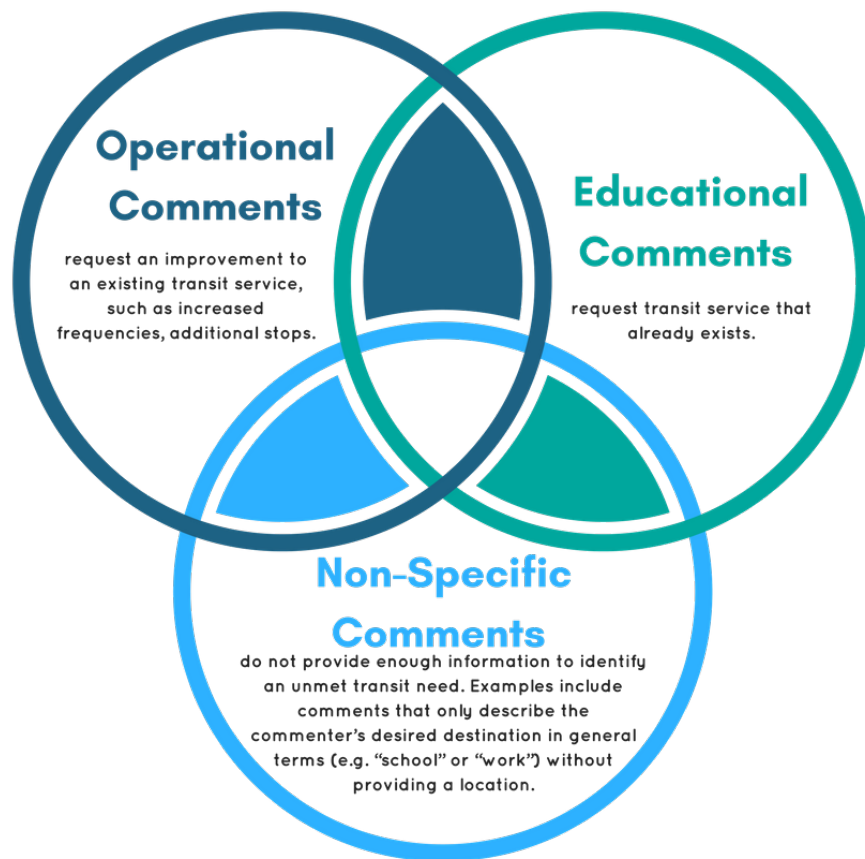 Operational
Comments
request an improvement to
an existing transit service,
such as increased
frequencies, additional stops.
Educational
Comments
request transit service that
already exists.
Non-Specific
Comments
do not provide enough information to identify
an unmet transit need. Examples include
comments that only describe the
commenter's desired destination in general
terms (e.g. “school” or “work”) without
providing a location.